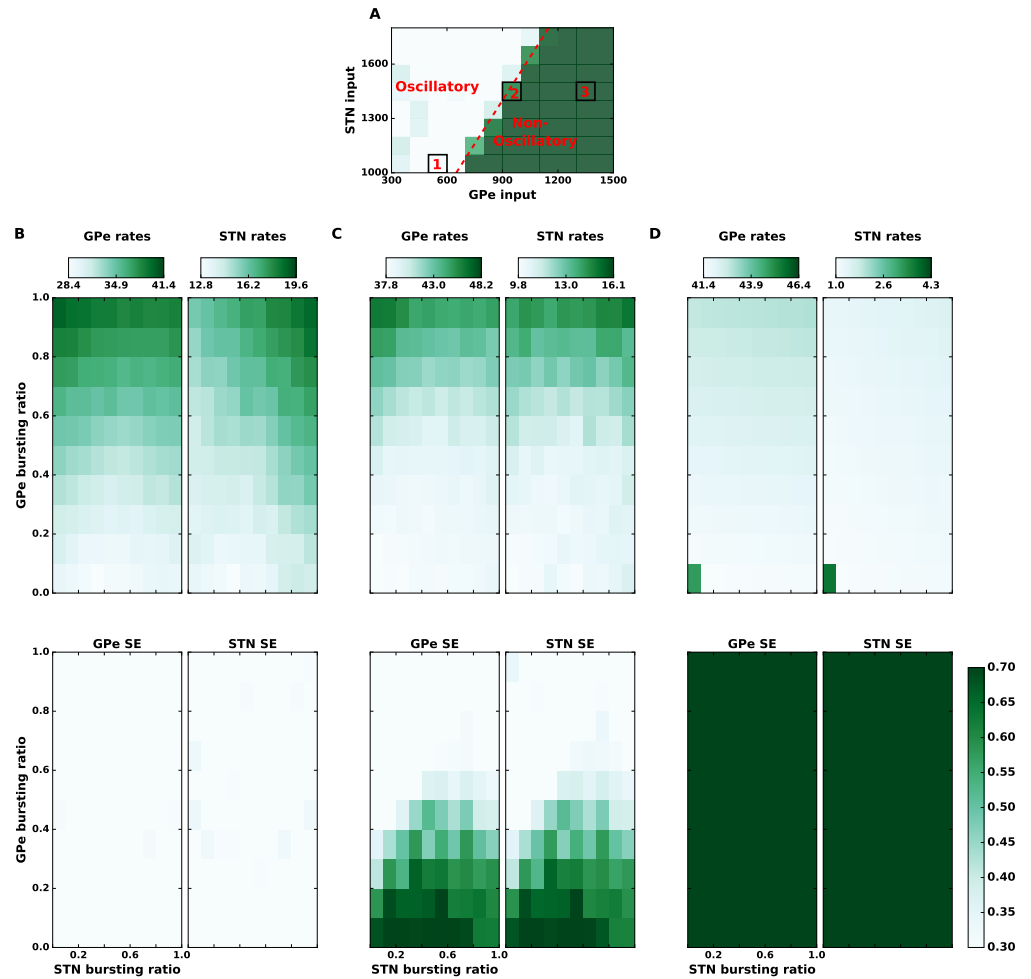 A
STN input
1600
1300
1000
Oscillatory
2
3
Non-
Oscillatory
1
300 600 900 1200 1500
GPe input
B
GPe rates STN rates
28.4 34.9 41.4 12.8 16.2 19.6
C
GPe rates STN rates
37.8 43.0 48.2 9.8 13.0 16.1
D
GPe rates STN rates
41.4 43.9 46.4 1.0 2.6 4.3
GPe bursting ratio
1.0
0.8
0.6
0.4
0.2
0.0
GPe SE STN SE GPe SE STN SE GPe SE STN SE
GPe bursting ratio
1.0
0.8
0.6
0.4
0.2
0.0
0.2 0.6 1.0 0.2 0.6 1.0 0.2 0.6 1.0
STN bursting ratio STN bursting ratio STN bursting ratio
0.70
0.65
0.60
0.55
0.50
0.45
0.40
0.35
0.30